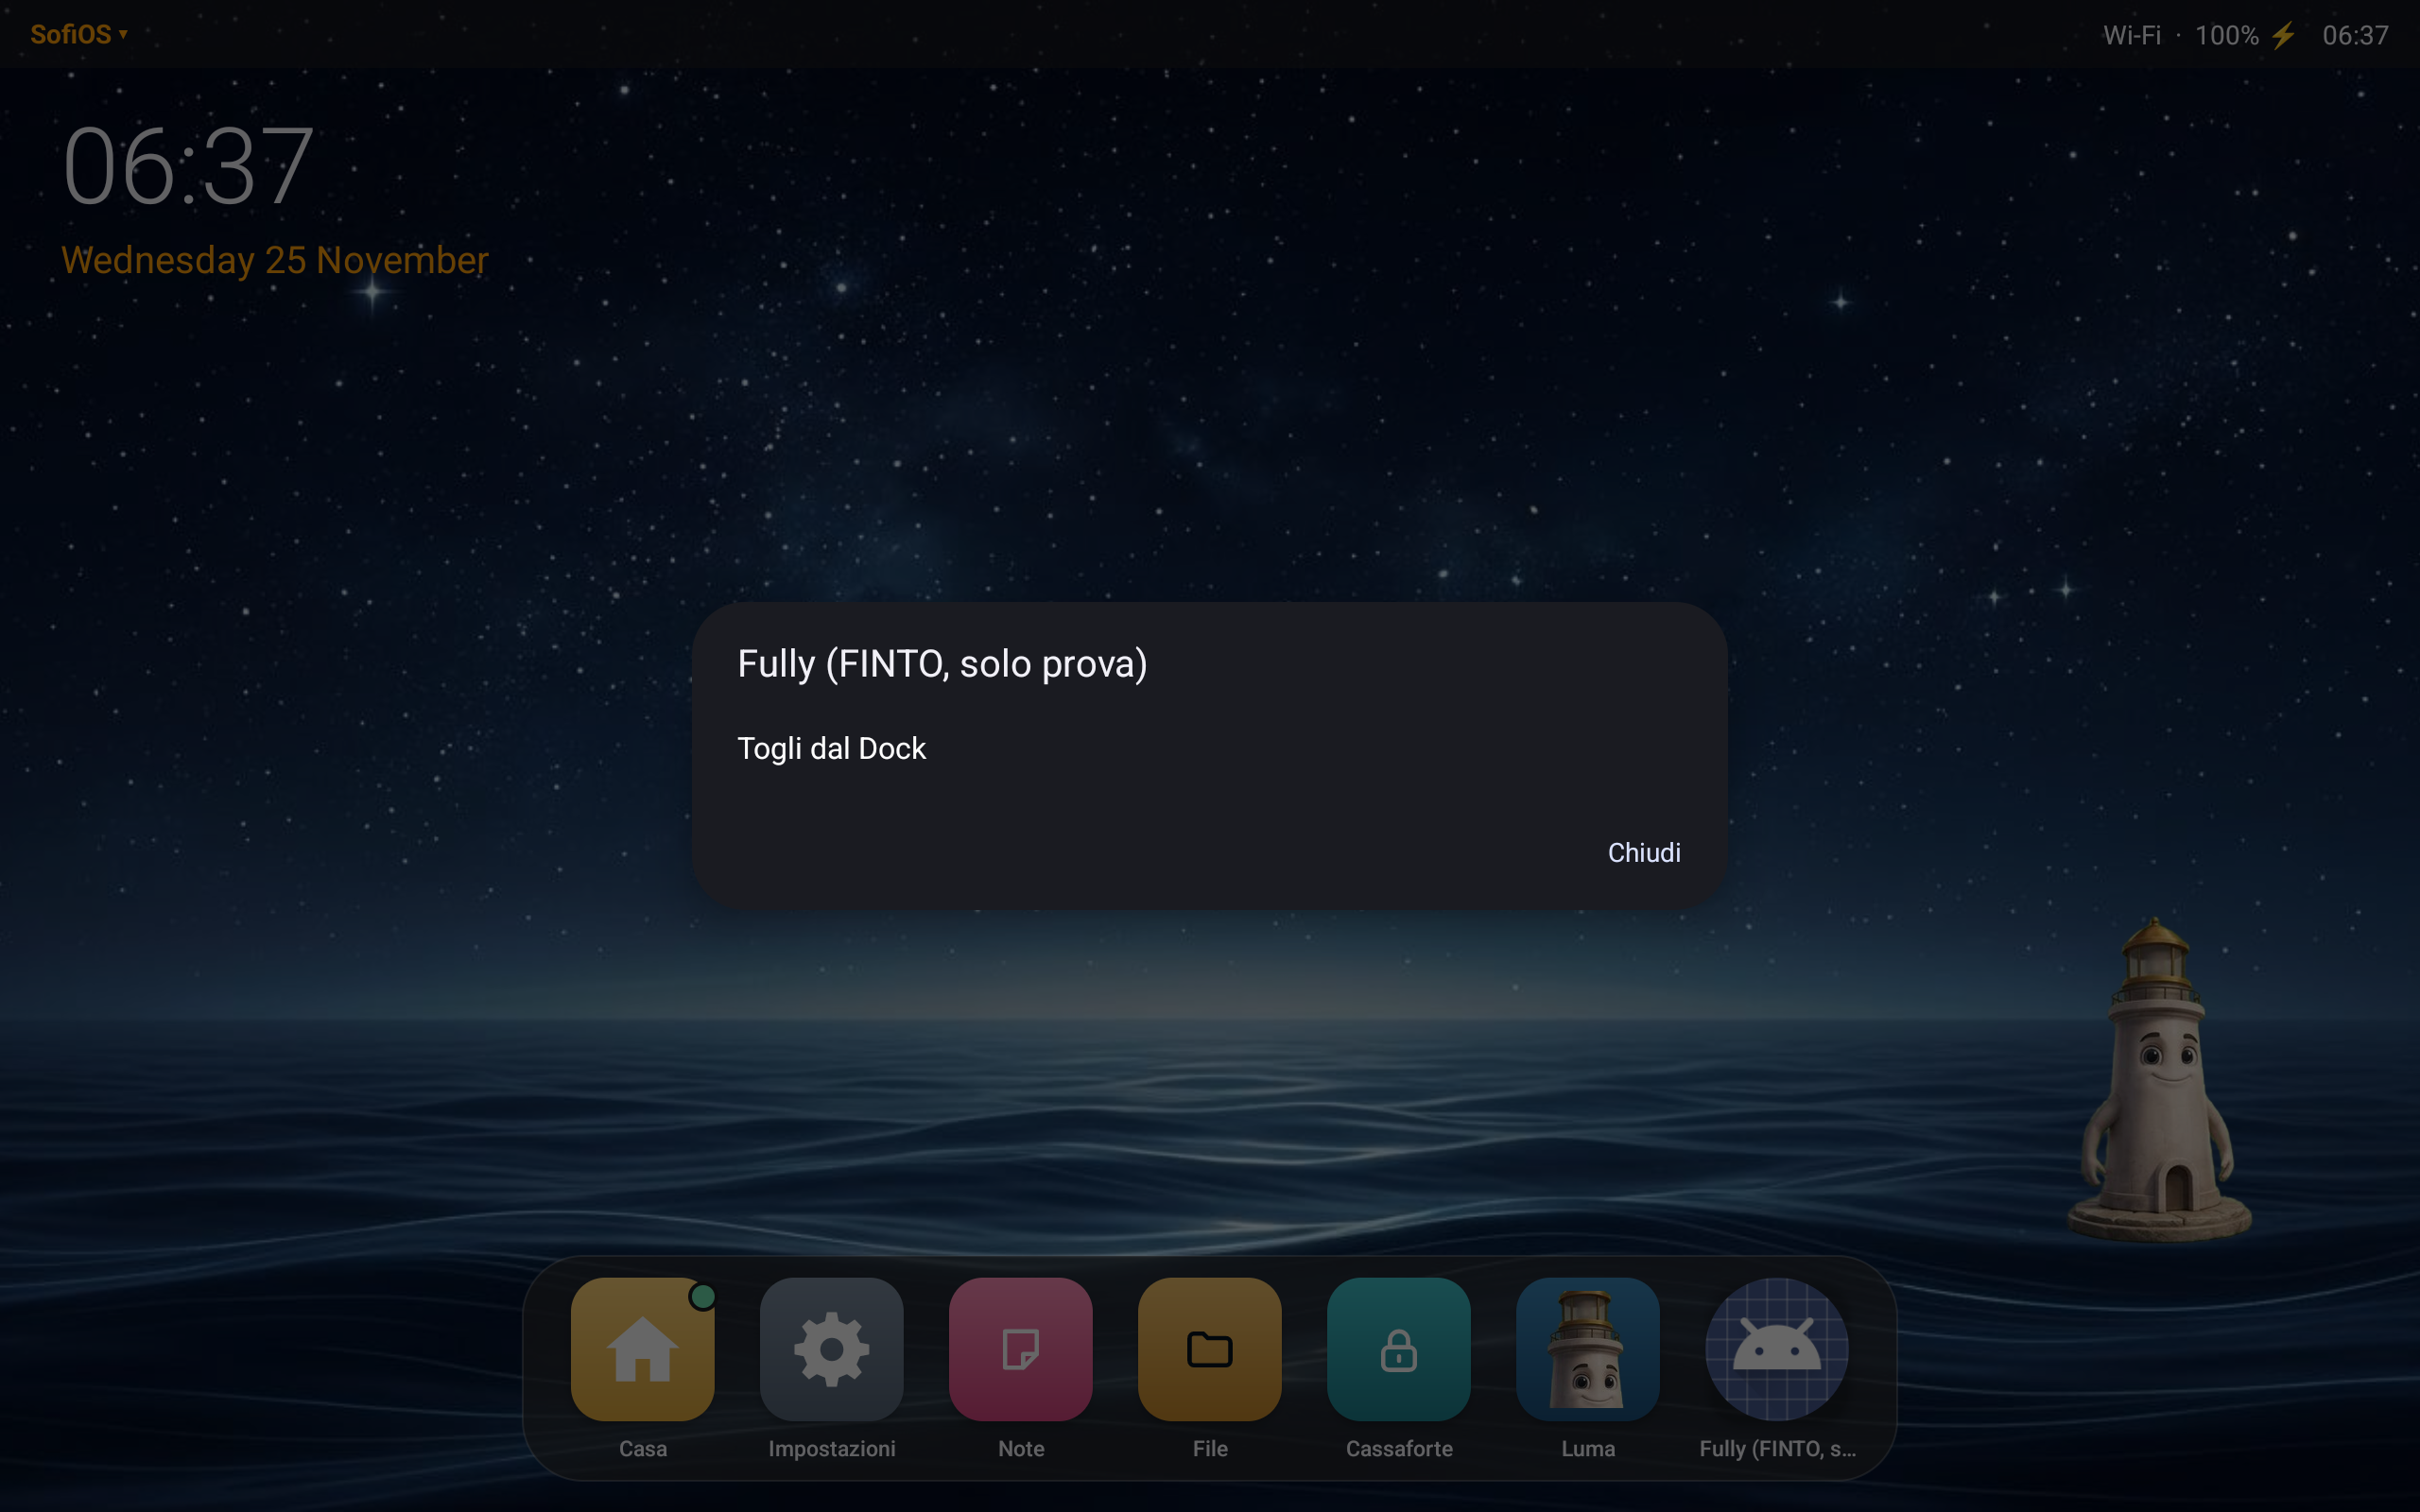 SofiOS ▾
Wi-Fi · 100% ⚡ 06:37
06:37
Wednesday 25 November
Fully (FINTO, solo prova)
Togli dal Dock
Chiudi
Casa
Impostazioni
Note
File
Cassaforte
Luma
Fully (FINTO, s…